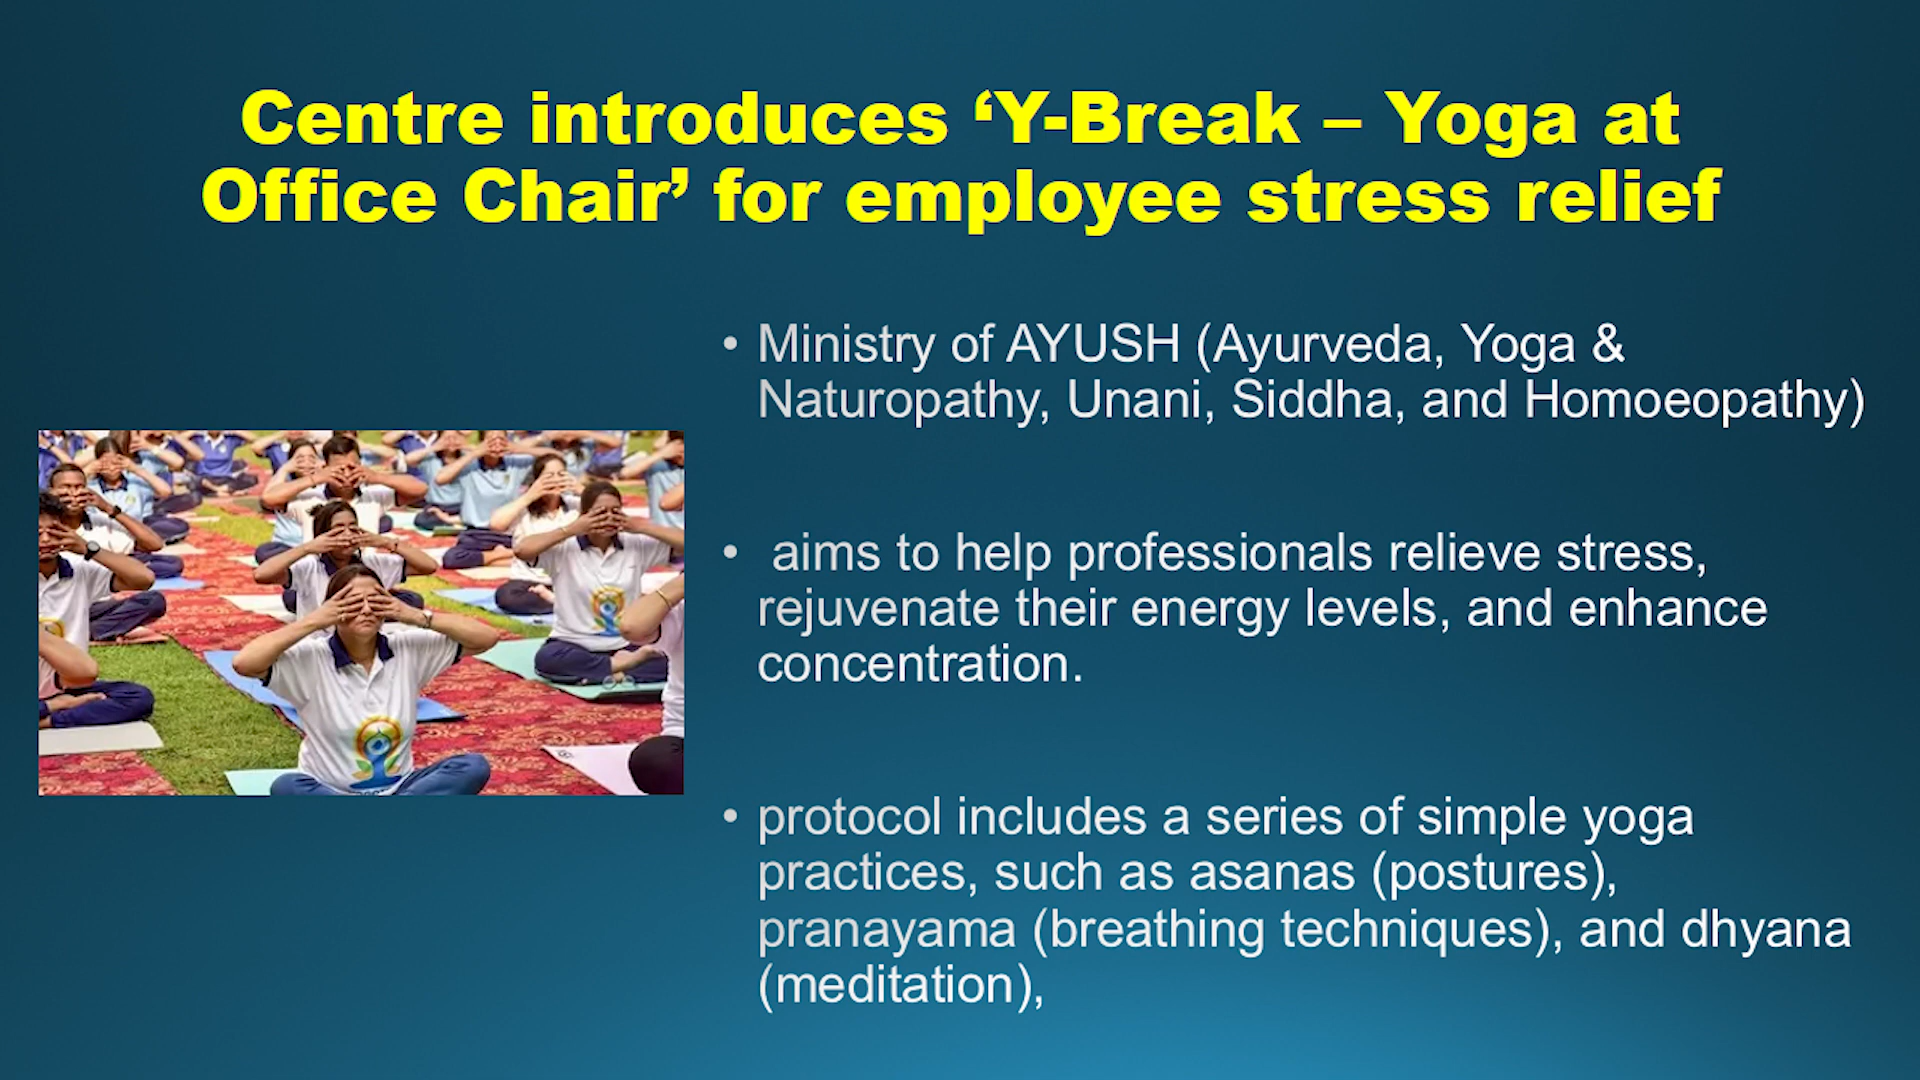 Centre introduces ‘Y-Break – Yoga at
Office Chair’ for employee stress relief
• Ministry of AYUSH (Ayurveda, Yoga &
Naturopathy, Unani, Siddha, and Homoeopathy)
• aims to help professionals relieve stress,
rejuvenate their energy levels, and enhance
concentration.
• protocol includes a series of simple yoga
practices, such as asanas (postures),
pranayama (breathing techniques), and dhyana
(meditation),